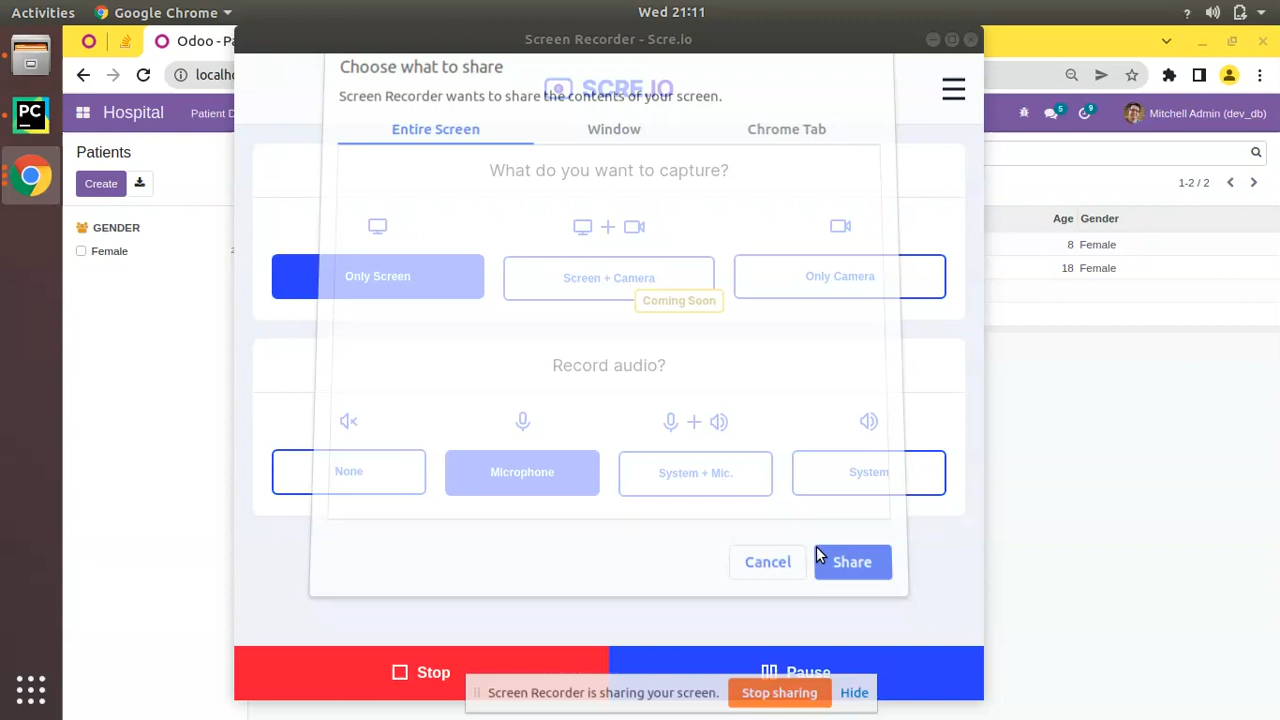 Activities
Google Chrome
Wed 21:11
Screen Recorder - Scre.io
Odoo - Pa
localh
Hospital
Patient D
5
9
Mitchell Admin (dev_db)
Patients
Create
1-2 / 2
GENDER
Female
Age Gender
8 Female
18 Female
Choose what to share
SCRE.IO
Screen Recorder wants to share the contents of your screen.
Entire Screen
Window
Chrome Tab
What do you want to capture?
Only Screen
Screen + Camera
Only Camera
Coming Soon
Record audio?
None
Microphone
System + Mic.
System
Cancel
Share
Stop
Pause
Screen Recorder is sharing your screen.
Stop sharing
Hide